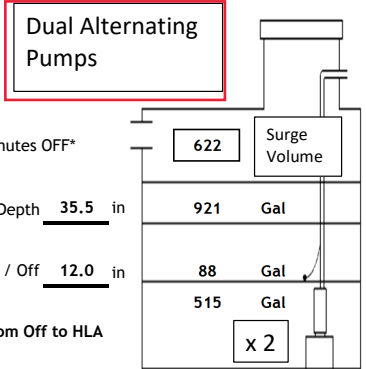 Dual Alternating
Pumps
nutes OFF*
622
Surge
Volume
Depth 35.5 in
921 Gal
/ Off 12.0 in
88 Gal
515 Gal
om Off to HLA
x 2